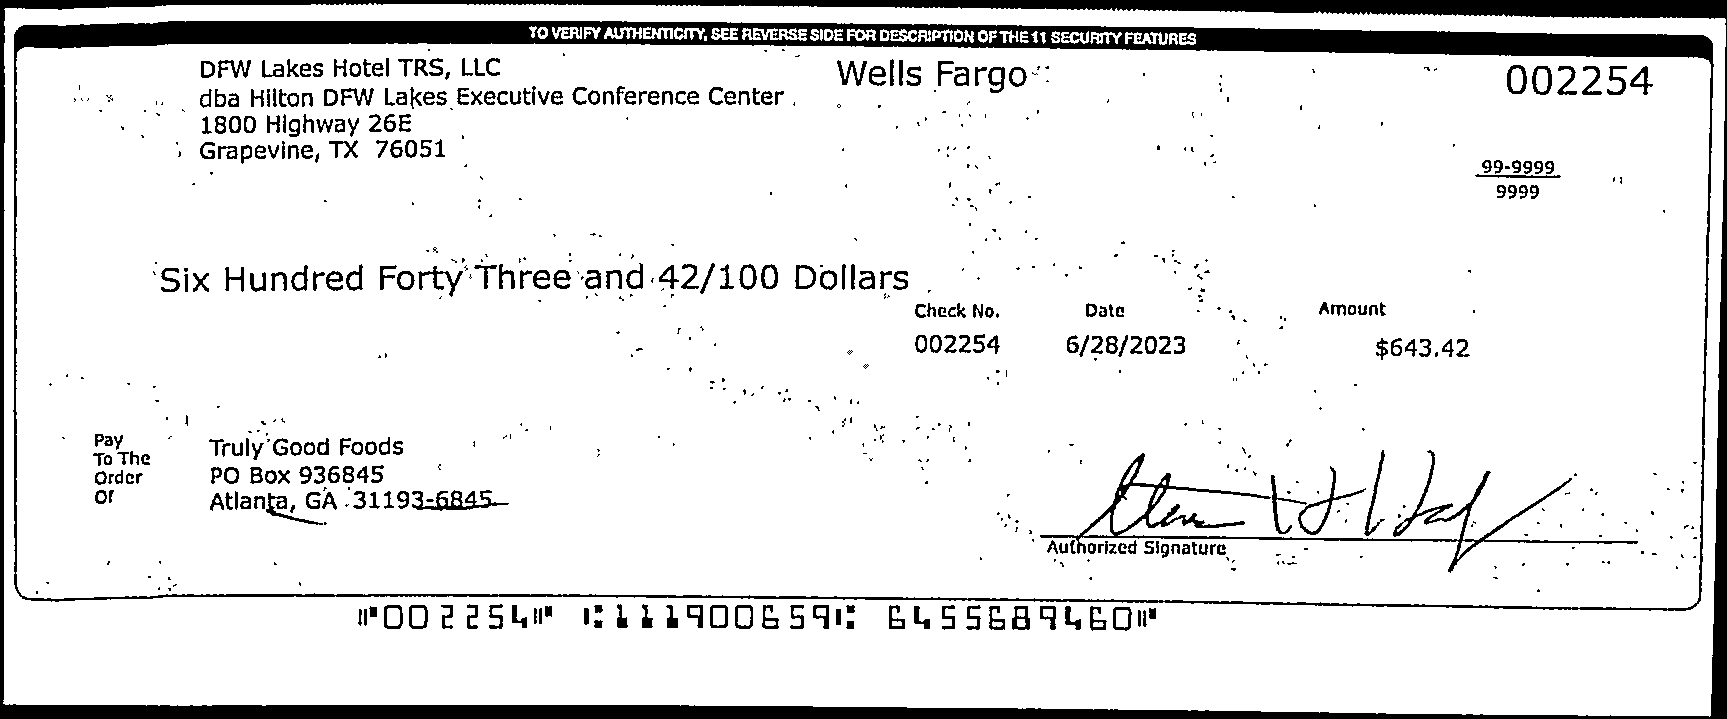 TO VERIFY AUTHENTICITY, SEE REVERSE SIDE FOR DESCRIPTION OF THE 11 SECURITY FEATURES
DFW Lakes Hotel TRS, LLC
dba Hilton DFW Lakes Executive Conference Center
1800 Highway 26E
Grapevine, TX 76051
Wells Fargo
002254
99-9999
9999
Six Hundred Forty Three and 42/100 Dollars
Check No. Date Amount
002254 6/28/2023 $643.42
Pay
To The
Order
Of
Truly Good Foods
PO Box 936845
Atlanta, GA 31193-6845
Authorized Signature
⑈002254⑈ ⑆111900659⑆ 6455689460⑈